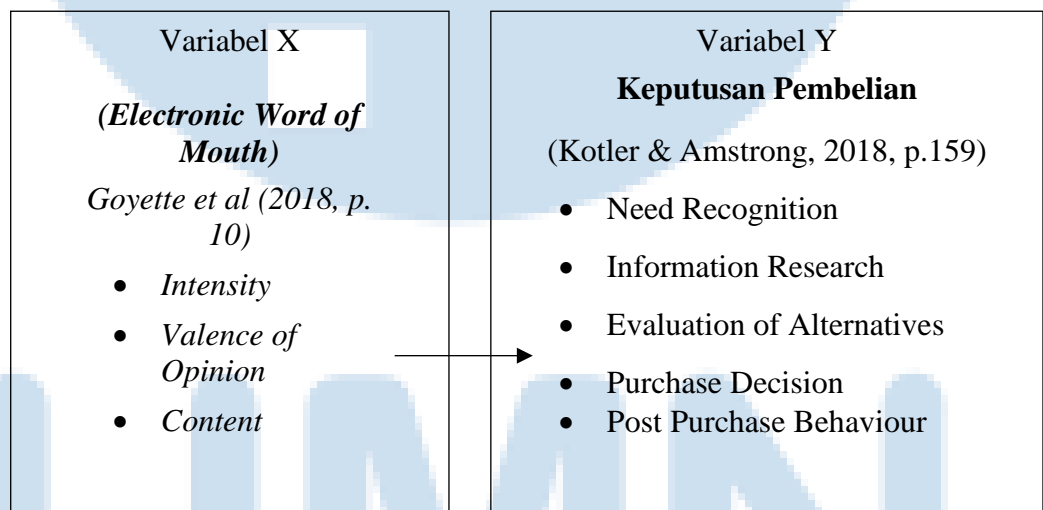 Variabel X
(Electronic Word of
Mouth)
Goyette et al (2018, p.
10)
• Intensity
• Valence of
Opinion
• Content
Variabel Y
Keputusan Pembelian
(Kotler & Amstrong, 2018, p.159)
• Need Recognition
• Information Research
• Evaluation of Alternatives
• Purchase Decision
• Post Purchase Behaviour